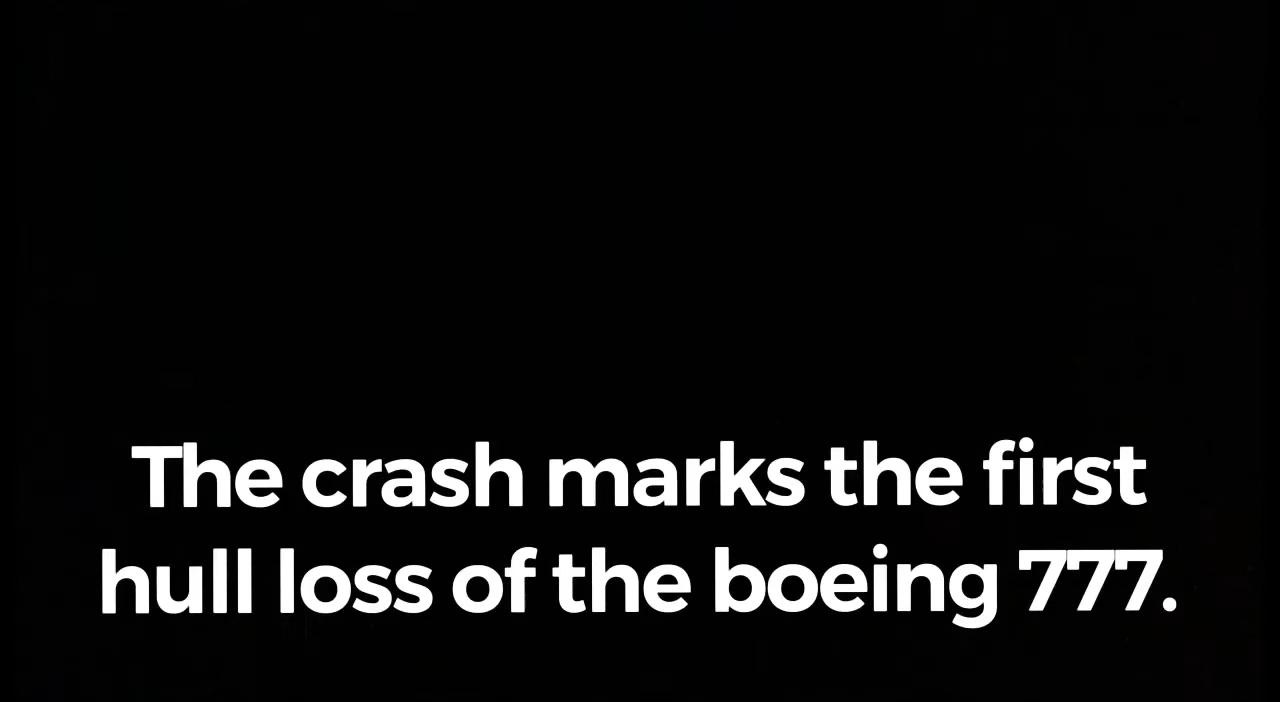 The crash marks the first
hull loss of the boeing 777.